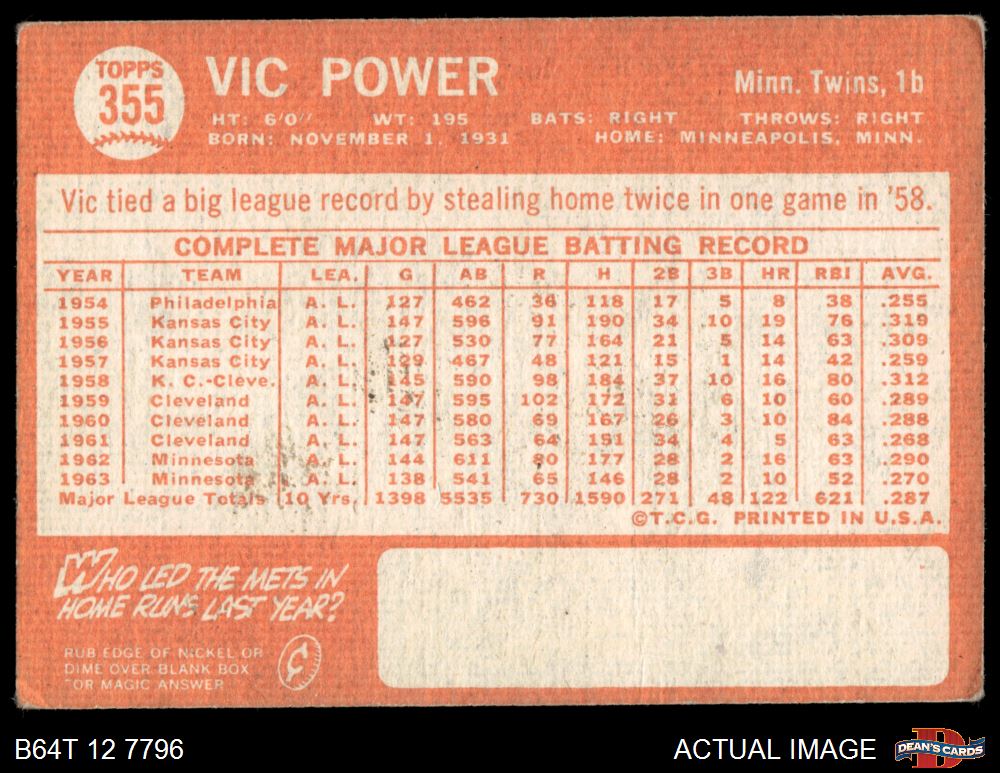 TOPPS
355
VIC POWER
Minn. Twins, 1b
HT: 6'0" WT: 195 BATS: RIGHT THROWS: RIGHT
BORN: NOVEMBER 1, 1931 HOME: MINNEAPOLIS, MINN.
Vic tied a big league record by stealing home twice in one game in '58.
COMPLETE MAJOR LEAGUE BATTING RECORD
YEAR TEAM LEA. G AB R H 2B 3B HR RBI AVG.
1954 Philadelphia A. L. 127 462 36 118 17 5 8 38 .255
1955 Kansas City A. L. 147 596 91 190 34 10 19 76 .319
1956 Kansas City A. L. 127 530 77 164 21 5 14 63 .309
1957 Kansas City A. L. 129 467 48 121 15 1 14 42 .259
1958 K. C.-Cleve. A. L. 145 590 98 184 37 10 16 80 .312
1959 Cleveland A. L. 147 595 102 172 31 6 10 60 .289
1960 Cleveland A. L. 147 580 69 167 26 3 10 84 .288
1961 Cleveland A. L. 147 563 64 151 34 4 5 63 .268
1962 Minnesota A. L. 144 611 80 177 28 2 16 63 .290
1963 Minnesota A. L. 138 541 65 146 28 2 10 52 .270
Major League Totals 10 Yrs. 1398 5535 730 1590 271 48 122 621 .287
©T.C.G. PRINTED IN U.S.A.
WHO LED THE METS IN
HOME RUNS LAST YEAR?
RUB EDGE OF NICKEL OR
DIME OVER BLANK BOX
FOR MAGIC ANSWER
B64T 12 7796
ACTUAL IMAGE
D
DEAN'S CARDS